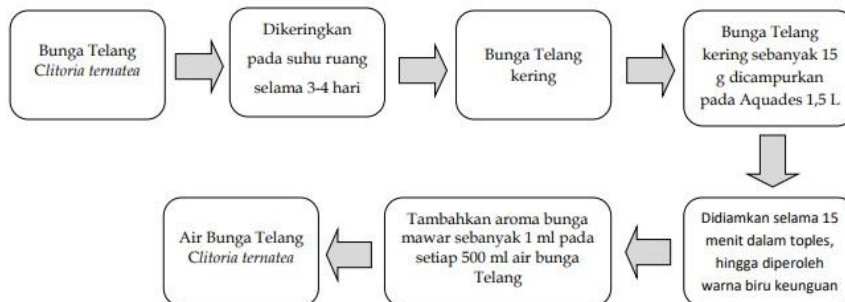 Bunga Telang
Clitoria ternatea
Dikeringkan
pada suhu ruang
selama 3-4 hari
Bunga Telang
kering
Bunga Telang
kering sebanyak 15
g dicampurkan
pada Aquades 1,5 L
Didiamkan selama 15
menit dalam toples,
hingga diperoleh
warna biru keunguan
Tambahkan aroma bunga
mawar sebanyak 1 ml pada
setiap 500 ml air bunga
Telang
Air Bunga Telang
Clitoria ternatea